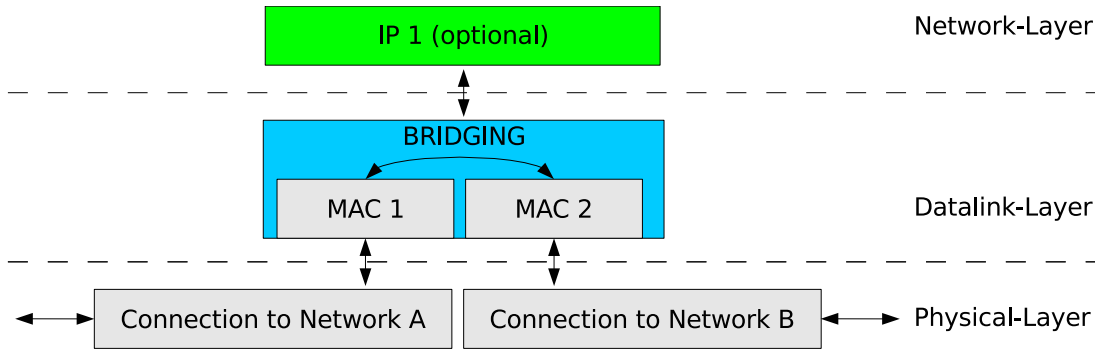 IP 1 (optional)
Network-Layer
BRIDGING
MAC 1
MAC 2
Datalink-Layer
Connection to Network A
Connection to Network B
Physical-Layer